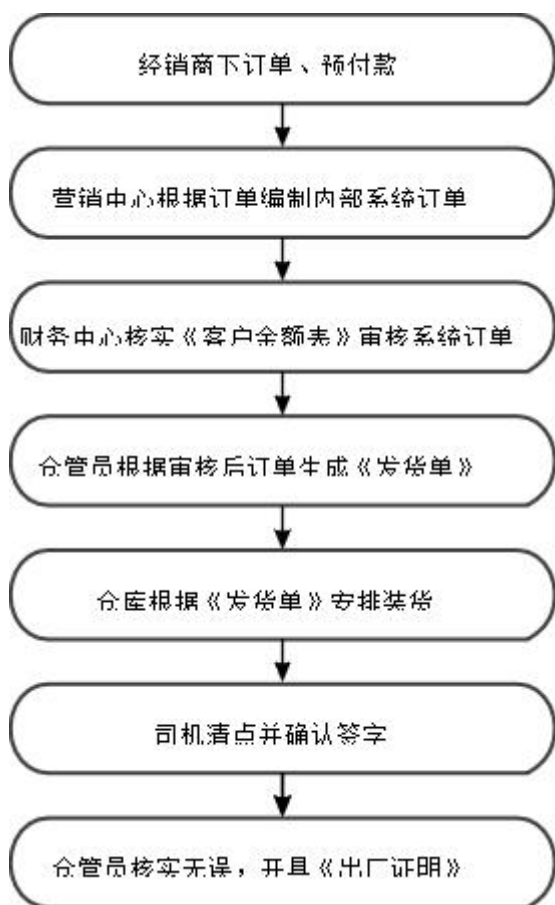 经销商下订单、预付款
营销中心根据订单编制内部系统订单
财务中心核实《客户余额表》审核系统订单
仓管员根据审核后订单生成《发货单》
仓库根据《发货单》安排装货
司机清点并确认签字
仓管员核实无误，开具《出厂证明》